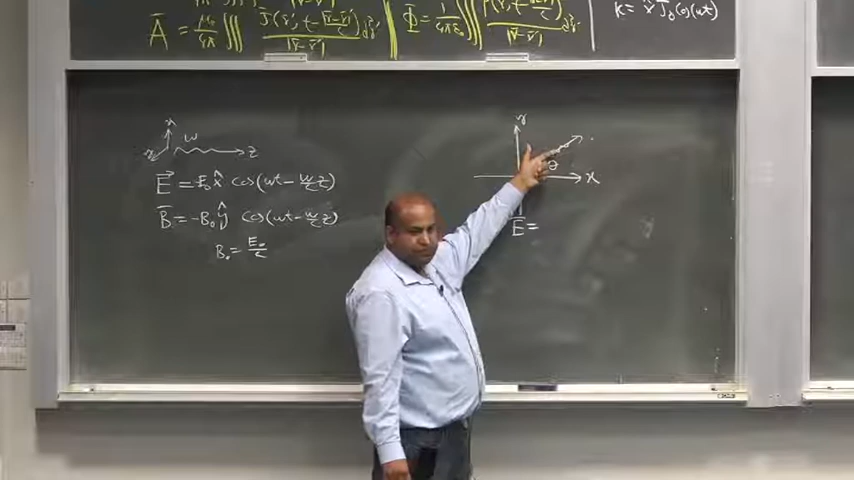 Ā = μ₀/4π ∭ J̄(r̄', t - |r̄-r̄'|/c)/|r̄-r̄'| d³r̄'
Φ̄ = 1/4πε₀ ∭ ρ(r̄', t - |r̄-r̄'|/c)/|r̄-r̄'| d³r̄'
K = x̂ J₀ Cos(ωt)
x
y
ω
z
E⃗ = E₀ x̂ cos(ωt - ω/c z)
B̄ = -B₀ ŷ cos(ωt - ω/c z)
B₀ = E₀/c
y
θ
x
Ē =